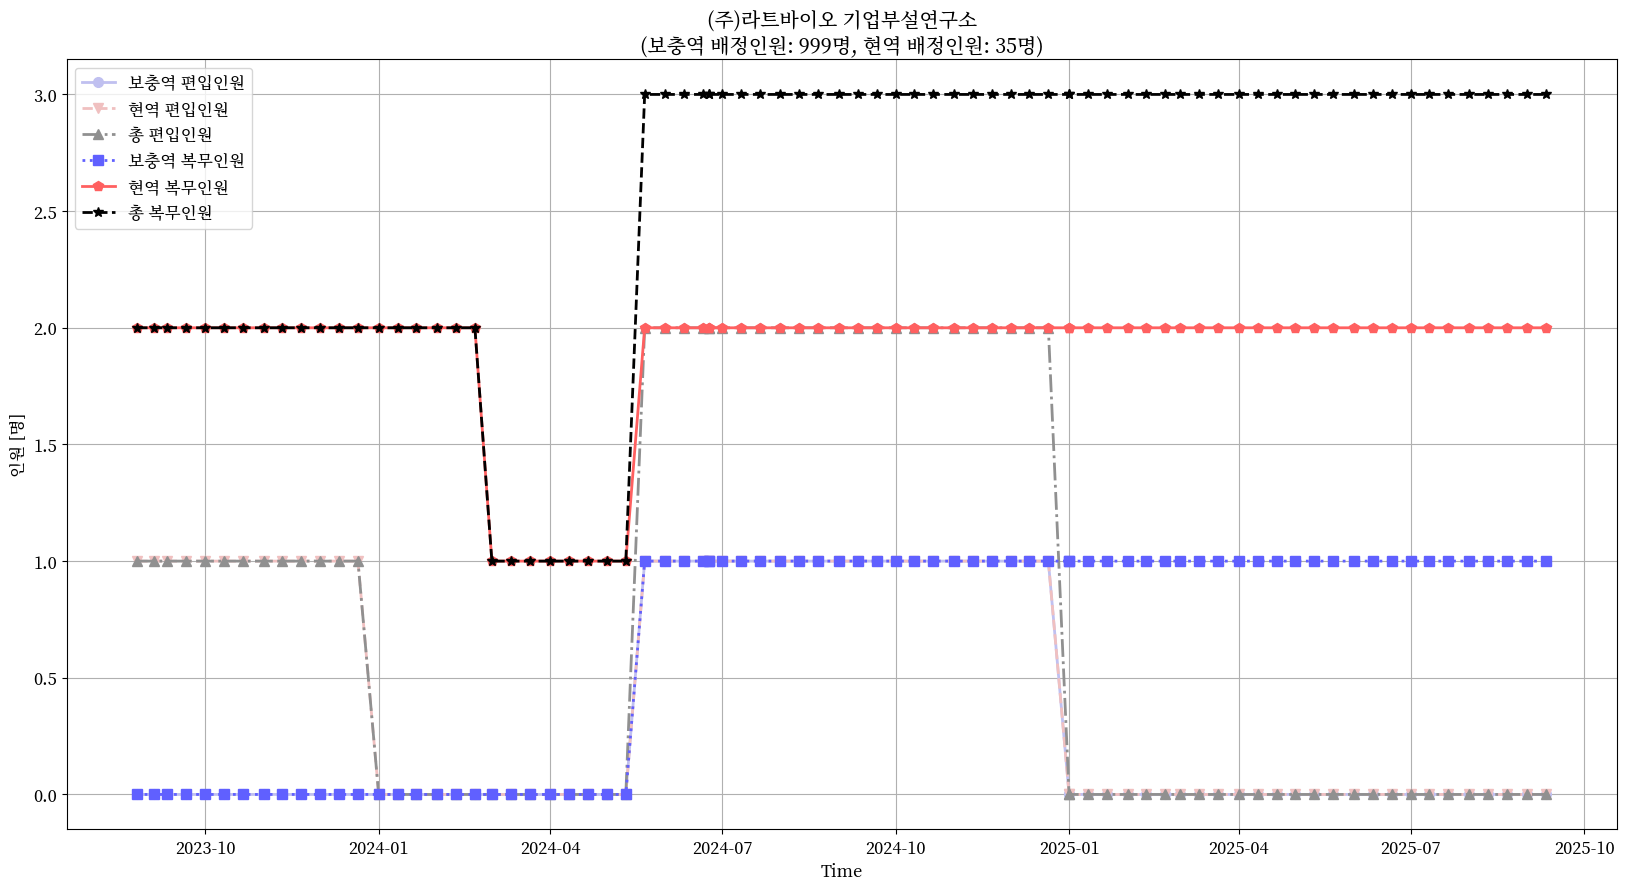 (주)라트바이오 기업부설연구소
(보충역 배정인원: 999명, 현역 배정인원: 35명)
보충역 편입인원
현역 편입인원
총 편입인원
보충역 복무인원
현역 복무인원
총 복무인원
3.0
2.5
2.0
1.5
1.0
0.5
0.0
인원 [명]
2023-10
2024-01
2024-04
2024-07
2024-10
2025-01
2025-04
2025-07
2025-10
Time